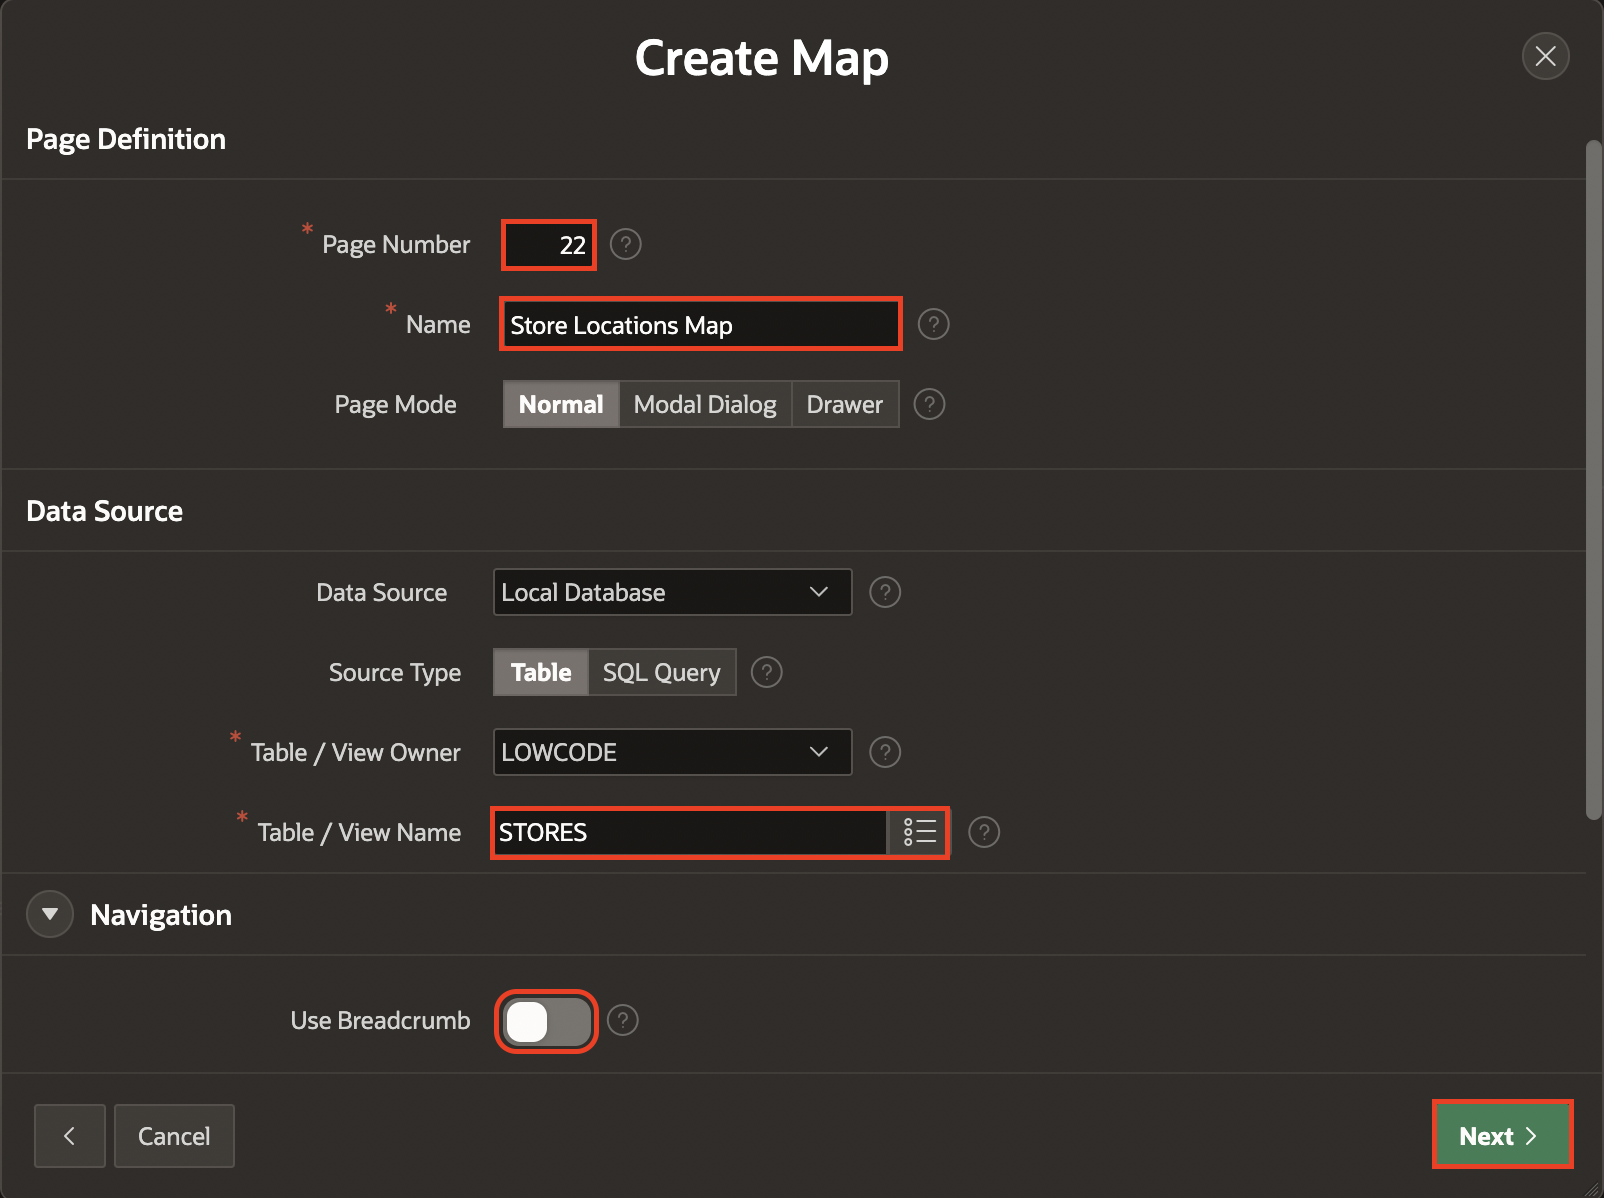 Create Map
Page Definition
* Page Number 22 ?
* Name Store Locations Map ?
Page Mode Normal Modal Dialog Drawer ?
Data Source
Data Source Local Database ?
Source Type Table SQL Query ?
* Table / View Owner LOWCODE ?
* Table / View Name STORES ?
Navigation
Use Breadcrumb ?
Cancel Next